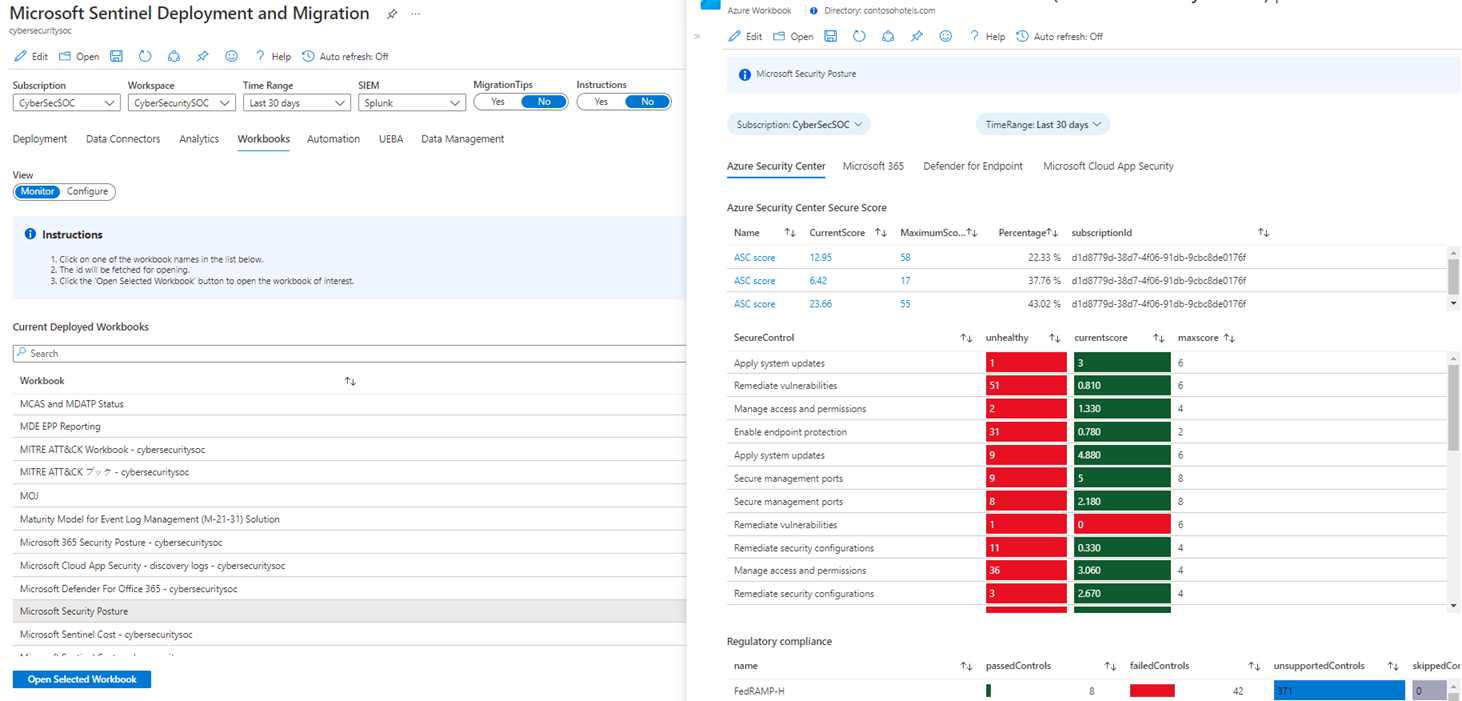 Microsoft Sentinel Deployment and Migration
cybersecuritysoc
Edit Open Help Auto refresh: Off
Subscription Workspace Time Range SIEM MigrationTips Instructions
CyberSecSOC CyberSecuritySOC Last 30 days Splunk Yes No Yes No
Deployment Data Connectors Analytics Workbooks Automation UEBA Data Management
View
Monitor Configure
Instructions
1. Click on one of the workbook names in the list below.
2. The id will be fetched for opening.
3. Click the 'Open Selected Workbook' button to open the workbook of interest.
Current Deployed Workbooks
Search
Workbook
MCAS and MDATP Status
MDE EPP Reporting
MITRE ATT&CK Workbook - cybersecuritysoc
MITRE ATT&CK ブック - cybersecuritysoc
MOJ
Maturity Model for Event Log Management (M-21-31) Solution
Microsoft 365 Security Posture - cybersecuritysoc
Microsoft Cloud App Security - discovery logs - cybersecuritysoc
Microsoft Defender For Office 365 - cybersecuritysoc
Microsoft Security Posture
Microsoft Sentinel Cost - cybersecuritysoc
Open Selected Workbook
Azure Workbook Directory: contosohotels.com
Edit Open Help Auto refresh: Off
Microsoft Security Posture
Subscription: CyberSecSOC TimeRange: Last 30 days
Azure Security Center Microsoft 365 Defender for Endpoint Microsoft Cloud App Security
Azure Security Center Secure Score
Name CurrentScore MaximumSco... Percentage subscriptionId
ASC score 12.95 58 22.33 % d1d8779d-38d7-4f06-91db-9cbc8de0176f
ASC score 6.42 17 37.76 % d1d8779d-38d7-4f06-91db-9cbc8de0176f
ASC score 23.66 55 43.02 % d1d8779d-38d7-4f06-91db-9cbc8de0176f
SecureControl unhealthy currentscore maxscore
Apply system updates 1 3 6
Remediate vulnerabilities 51 0.810 6
Manage access and permissions 2 1.330 4
Enable endpoint protection 31 0.780 2
Apply system updates 9 4.880 6
Secure management ports 9 5 8
Secure management ports 8 2.180 8
Remediate vulnerabilities 1 0 6
Remediate security configurations 11 0.330 4
Manage access and permissions 36 3.060 4
Remediate security configurations 3 2.670 4
Regulatory compliance
name passedControls failedControls unsupportedControls skippedCor
FedRAMP-H 8 42 371 0